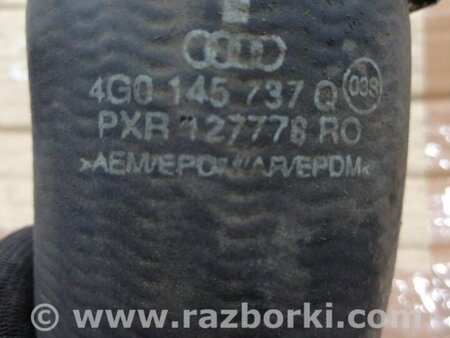 4G0 145 737 Q 03S
PXR 127778 RO
>AEM/EPDM//AR/EPDM<
© www.razborki.com